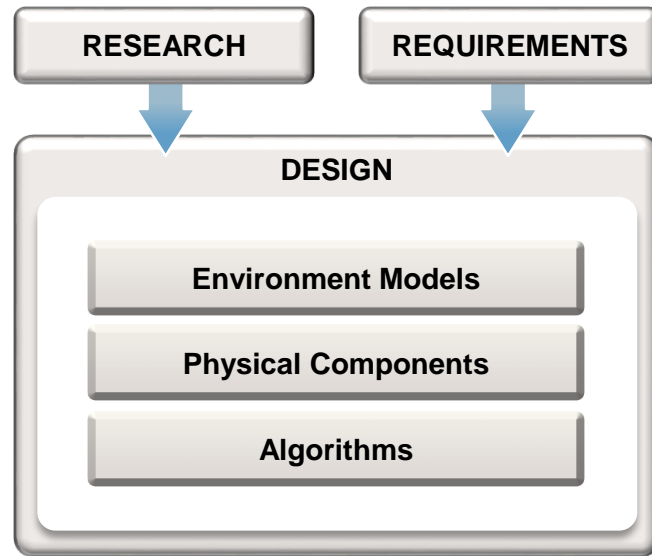 RESEARCH
REQUIREMENTS
DESIGN
Environment Models
Physical Components
Algorithms